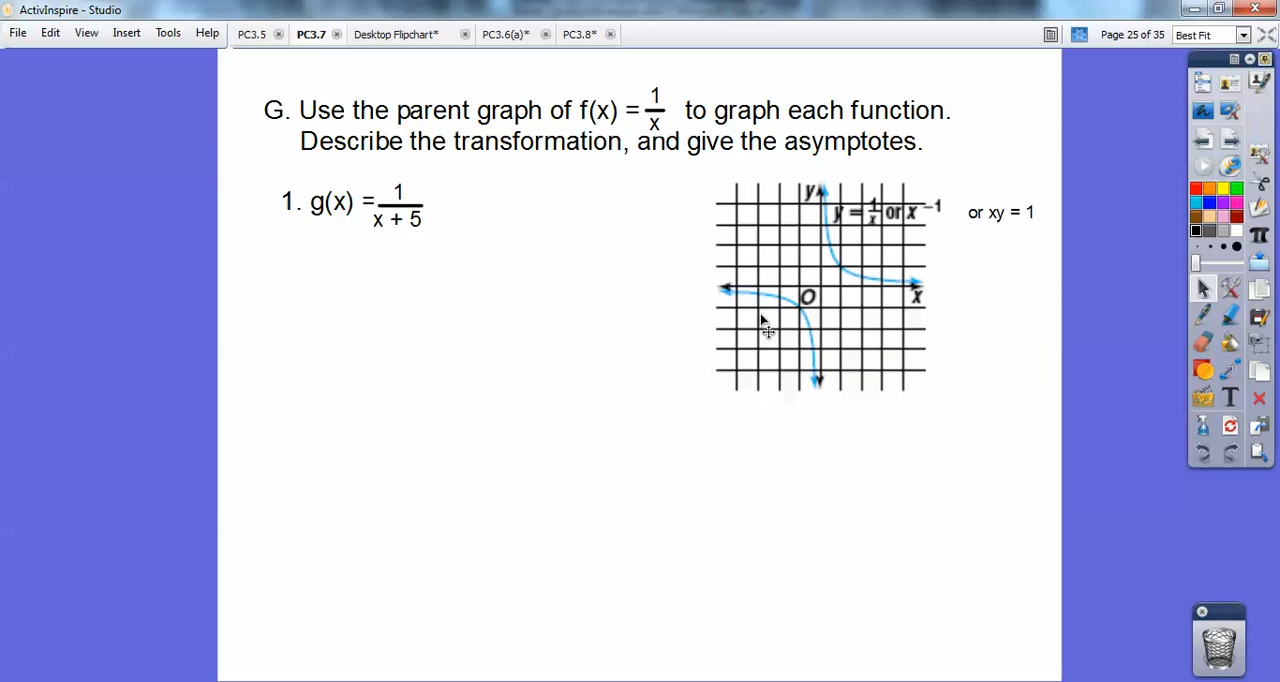 ActivInspire - Studio
File Edit View Insert Tools Help PC3.5 PC3.7 Desktop Flipchart* PC3.6(a)* PC3.8* Page 25 of 35 Best Fit
G. Use the parent graph of f(x) = 1/x to graph each function.
Describe the transformation, and give the asymptotes.
1. g(x) = 1/(x + 5)
y
y = 1/x or x⁻¹ or xy = 1
O
x